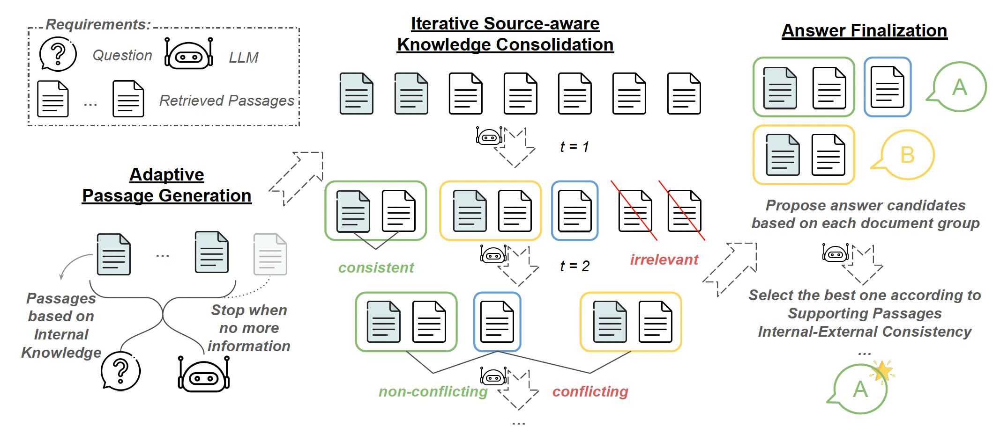 Requirements:
Question
LLM
...
Retrieved Passages
Adaptive
Passage Generation
...
Passages
based on
Internal
Knowledge
Stop when
no more
information
Iterative Source-aware
Knowledge Consolidation
t = 1
consistent
t = 2
irrelevant
non-conflicting
conflicting
...
Answer Finalization
A
B
Propose answer candidates
based on each document group
Select the best one according to
Supporting Passages
Internal-External Consistency
...
A